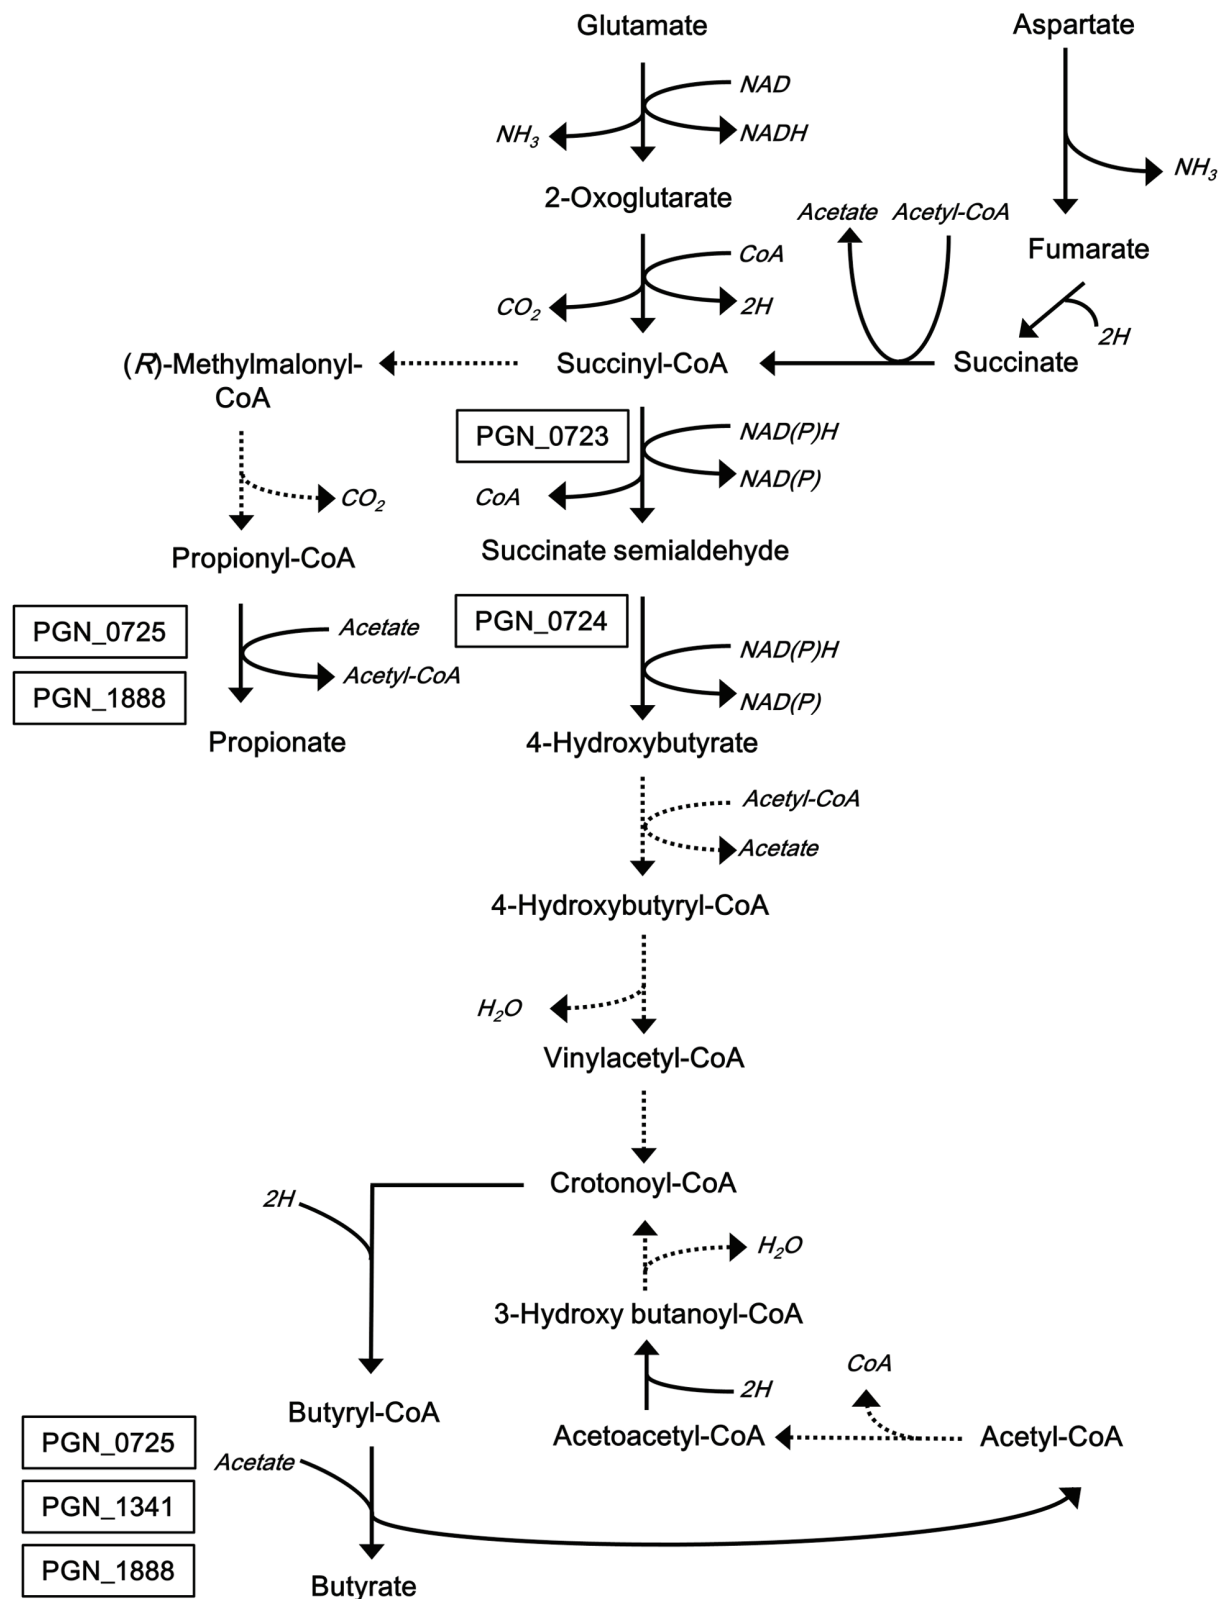 Glutamate
Aspartate
NAD
NH3
NADH
NH3
2-Oxoglutarate
Acetate Acetyl-CoA
Fumarate
CoA
CO2
2H
2H
(R)-Methylmalonyl-
CoA
Succinyl-CoA
Succinate
PGN_0723
NAD(P)H
NAD(P)
CoA
CO2
Propionyl-CoA
Succinate semialdehyde
PGN_0725
Acetate
PGN_0724
NAD(P)H
Acetyl-CoA
PGN_1888
NAD(P)
Propionate
4-Hydroxybutyrate
Acetyl-CoA
Acetate
4-Hydroxybutyryl-CoA
H2O
Vinylacetyl-CoA
Crotonoyl-CoA
2H
H2O
3-Hydroxy butanoyl-CoA
CoA
2H
Butyryl-CoA
Acetoacetyl-CoA
Acetyl-CoA
PGN_0725
Acetate
PGN_1341
PGN_1888
Butyrate